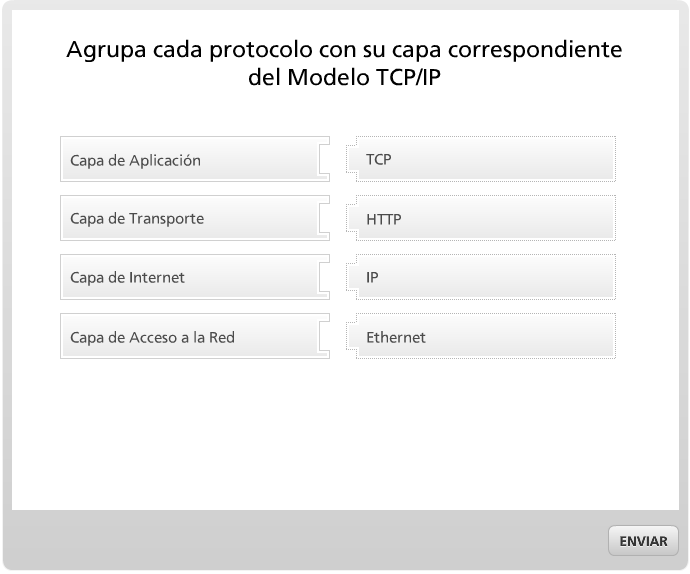 Agrupa cada protocolo con su capa correspondiente
del Modelo TCP/IP
Capa de Aplicación
TCP
Capa de Transporte
HTTP
Capa de Internet
IP
Capa de Acceso a la Red
Ethernet
ENVIAR